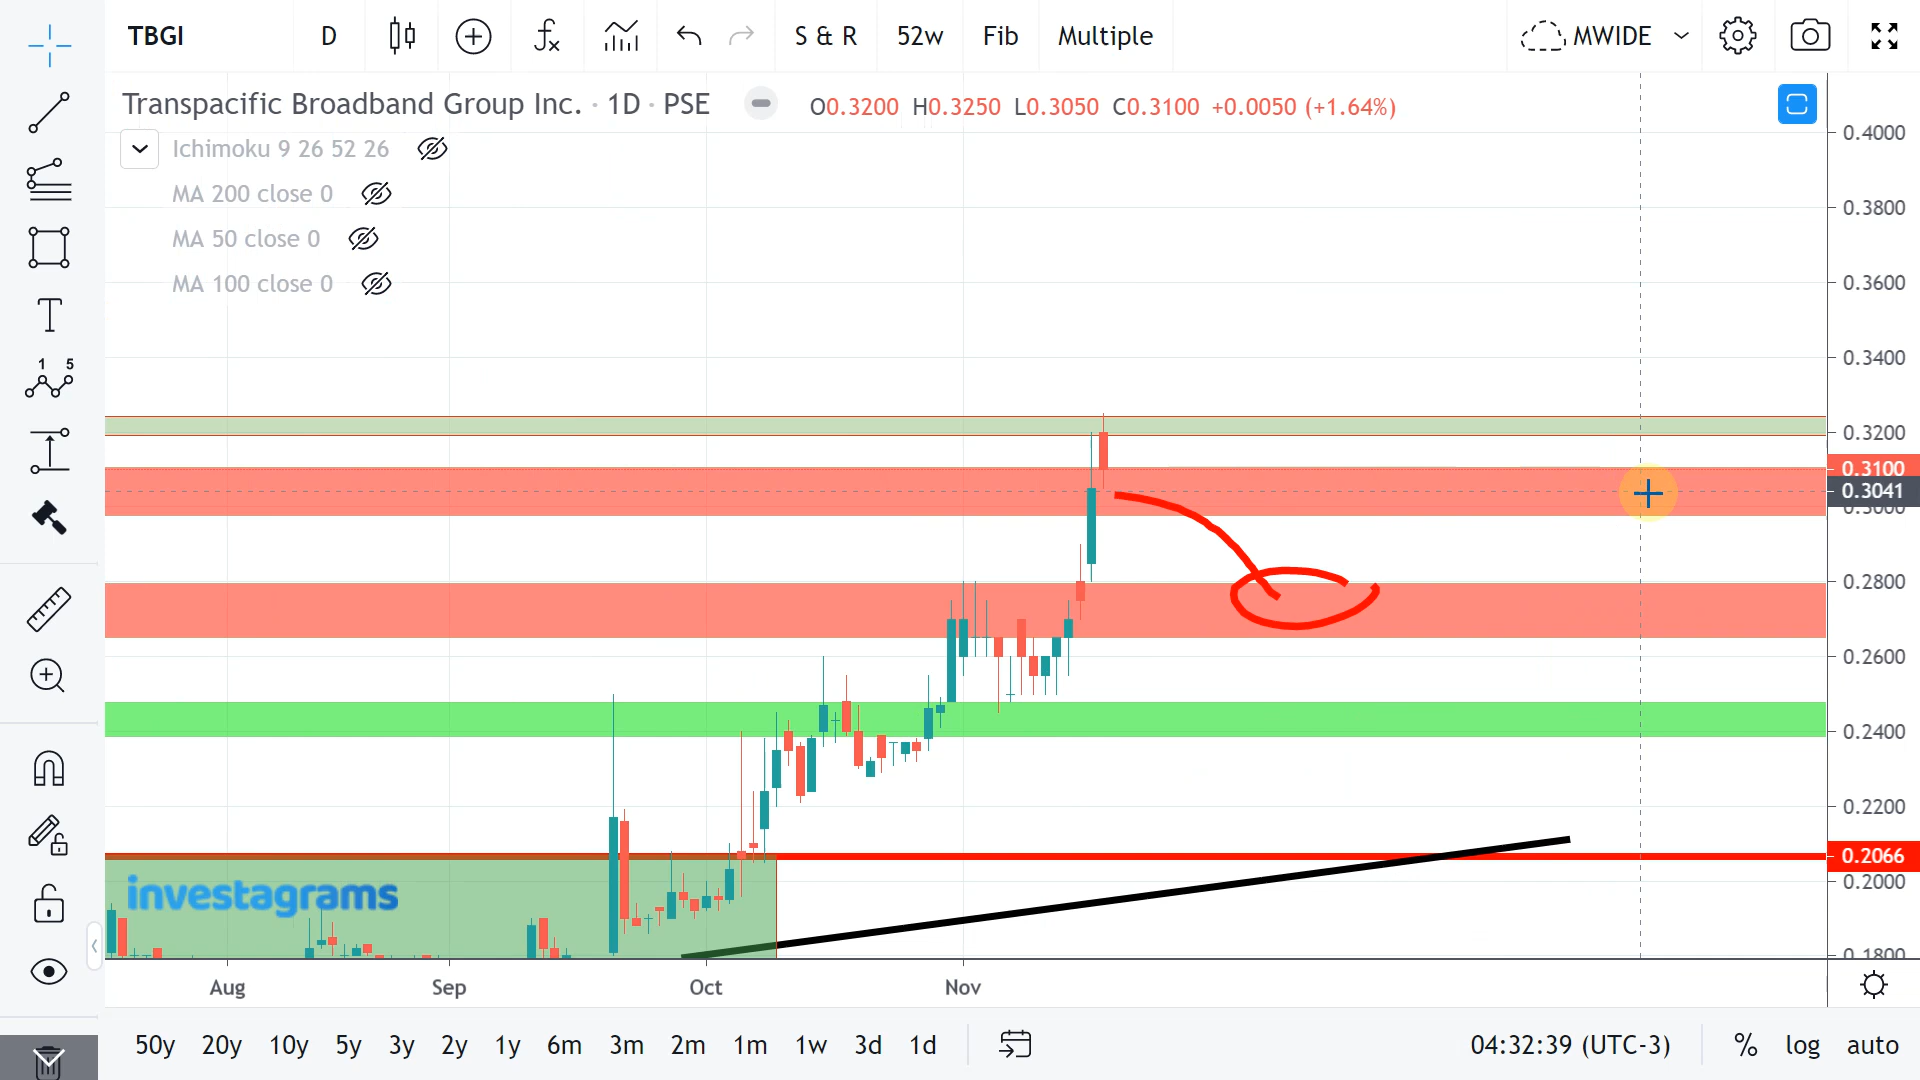 TBGI D S & R 52w Fib Multiple MWIDE
Transpacific Broadband Group Inc. · 1D · PSE O0.3200 H0.3250 L0.3050 C0.3100 +0.0050 (+1.64%)
Ichimoku 9 26 52 26
MA 200 close 0
MA 50 close 0
MA 100 close 0
0.4000
0.3800
0.3600
0.3400
0.3200
0.3100
0.3041
0.3000
0.2800
0.2600
0.2400
0.2200
0.2066
0.2000
0.1800
1 5
investagrams
Aug Sep Oct Nov
50y 20y 10y 5y 3y 2y 1y 6m 3m 2m 1m 1w 3d 1d 04:32:39 (UTC-3) % log auto